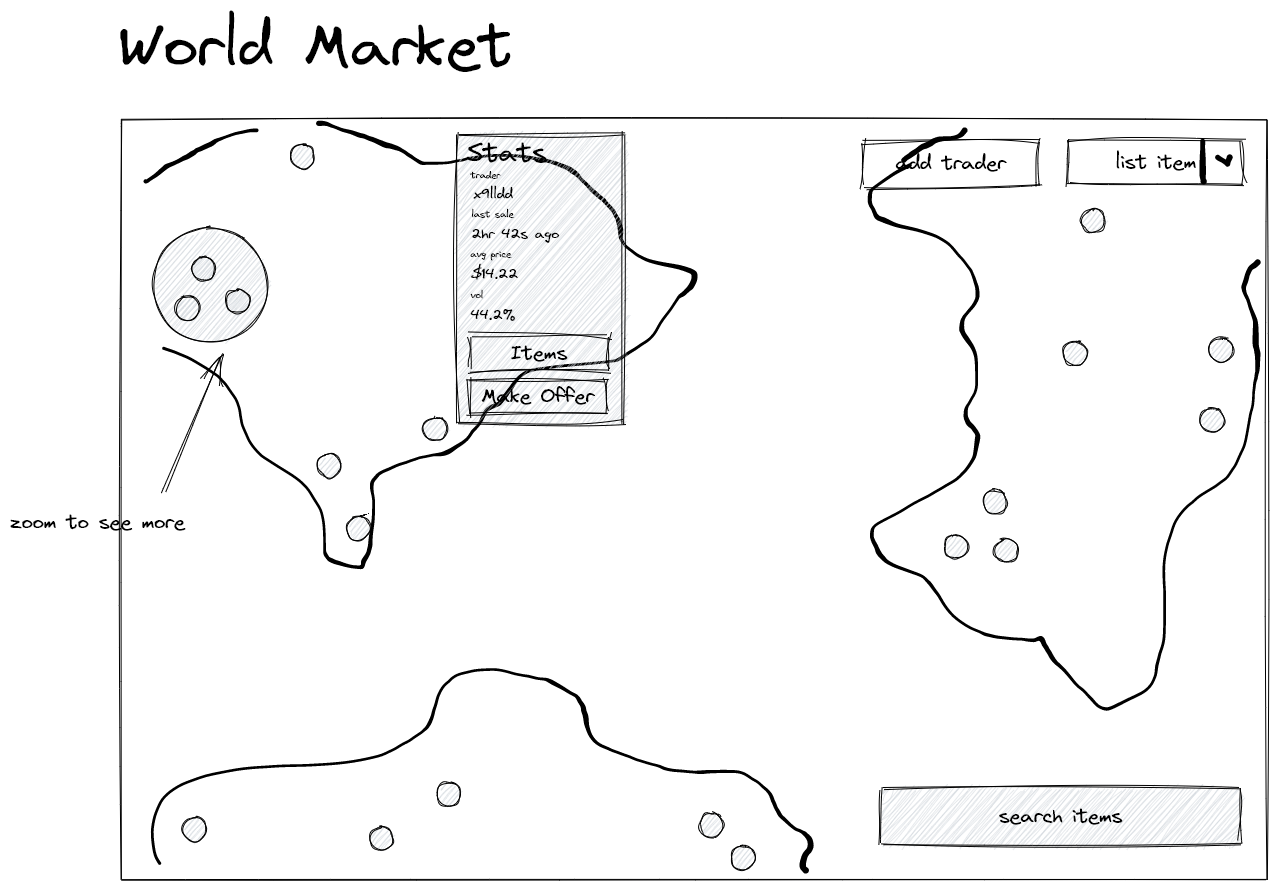 World Market
Stats
trader
x9lldd
last sale
2hr 42s ago
avg price
$14.22
vol
44.2%
Items
Make Offer
add trader
list item
zoom to see more
search items